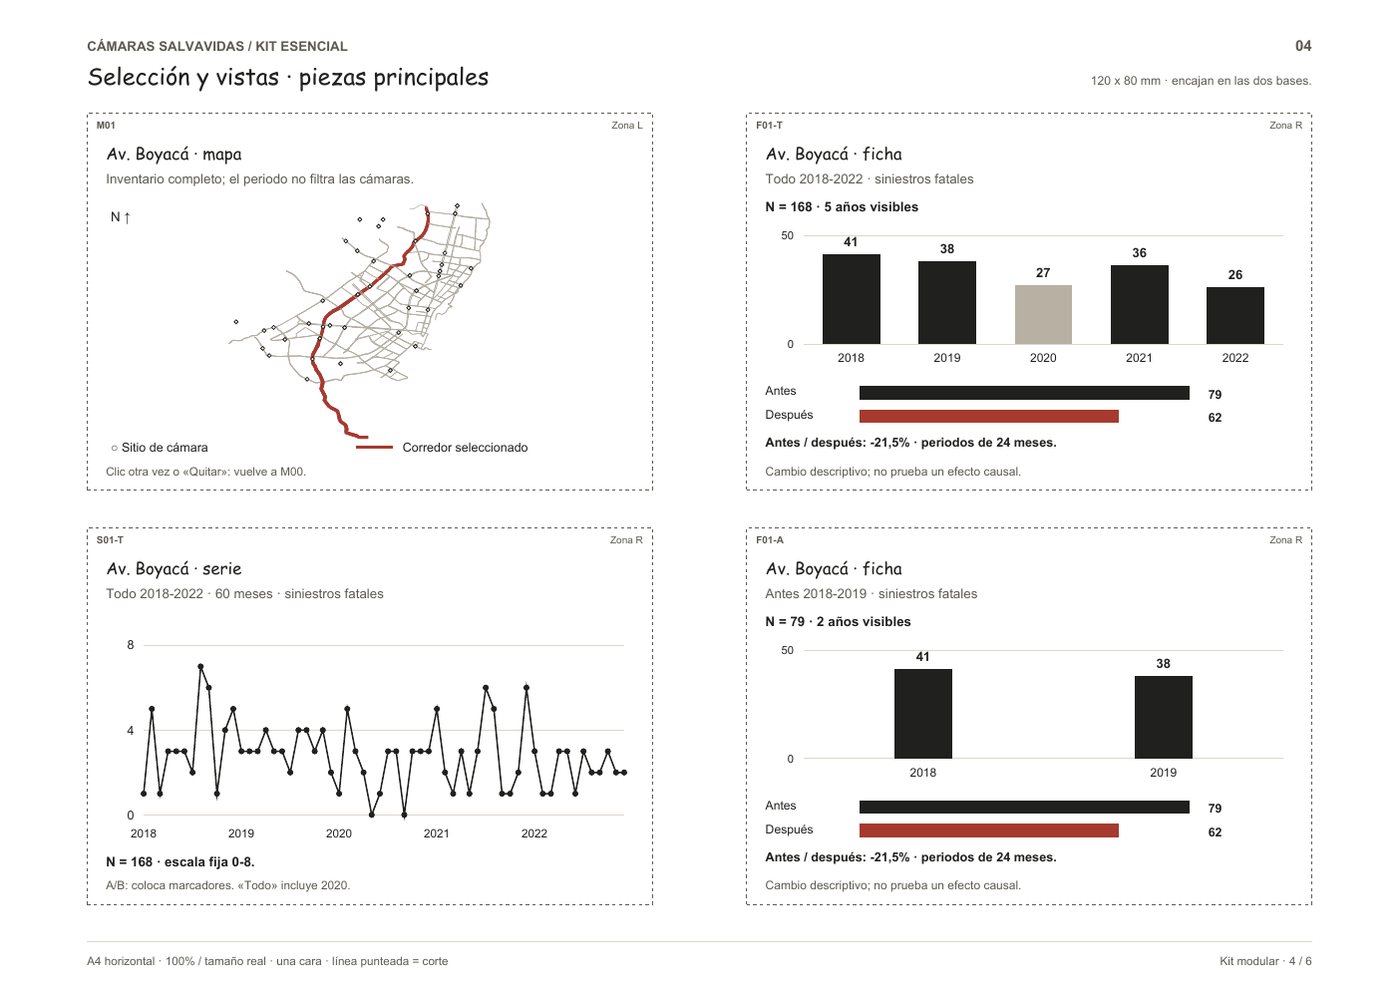 CÁMARAS SALVAVIDAS / KIT ESENCIAL
04
Selección y vistas · piezas principales
120 x 80 mm · encajan en las dos bases.
M01
Zona L
Av. Boyacá · mapa
Inventario completo; el periodo no filtra las cámaras.
N ↑
○ Sitio de cámara
Corredor seleccionado
Clic otra vez o «Quitar»: vuelve a M00.
F01-T
Zona R
Av. Boyacá · ficha
Todo 2018-2022 · siniestros fatales
N = 168 · 5 años visibles
50
41
38
27
36
26
0
2018
2019
2020
2021
2022
Antes
79
Después
62
Antes / después: -21,5% · periodos de 24 meses.
Cambio descriptivo; no prueba un efecto causal.
S01-T
Zona R
Av. Boyacá · serie
Todo 2018-2022 · 60 meses · siniestros fatales
8
4
0
2018
2019
2020
2021
2022
N = 168 · escala fija 0-8.
A/B: coloca marcadores. «Todo» incluye 2020.
F01-A
Zona R
Av. Boyacá · ficha
Antes 2018-2019 · siniestros fatales
N = 79 · 2 años visibles
50
41
38
0
2018
2019
Antes
79
Después
62
Antes / después: -21,5% · periodos de 24 meses.
Cambio descriptivo; no prueba un efecto causal.
A4 horizontal · 100% / tamaño real · una cara · línea punteada = corte
Kit modular · 4 / 6